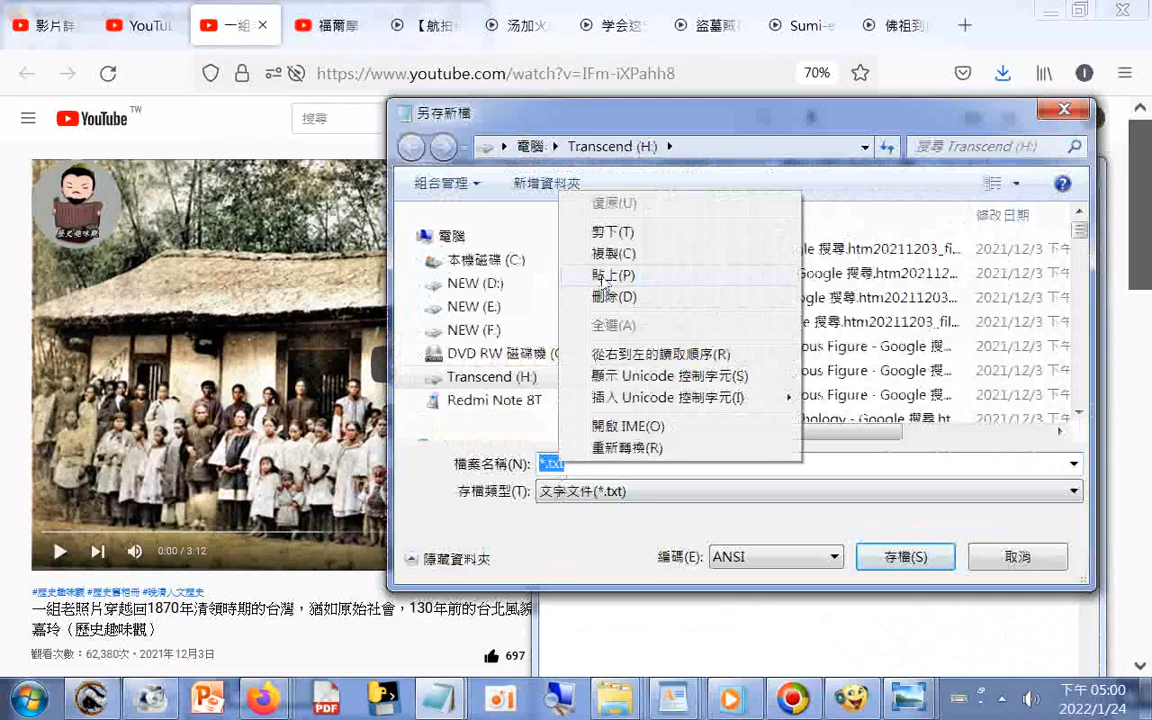 影片詳
YouTu
一組
福爾摩
【航拍
汤加火
学会这
盜墓賊
Sumi-e
佛祖到
https://www.youtube.com/watch?v=IFm-iXPahh8
70%
YouTube TW
搜尋
歷史趣味觀
0:00 / 3:12
#歷史趣味觀 #歷史舊相冊 #晚清人文歷史
一組老照片穿越回1870年清領時期的台灣，猶如原始社會，130年前的台北風貌
嘉玲（歷史趣味觀）
觀看次數：62,380次・2021年12月3日
697
另存新檔
電腦
Transcend (H:)
搜尋 Transcend (H:)
組合管理
新增資料夾
電腦
本機磁碟 (C:)
NEW (D:)
NEW (E:)
NEW (F:)
DVD RW 磁碟機 (
Transcend (H:)
Redmi Note 8T
修改日期
Google 搜尋.htm20211203_fi...
2021/12/3 下午
Google 搜尋.htm20211203_...
2021/12/3 下午
gle 搜尋.htm20211203_fil...
2021/12/3 下午
e 搜尋.htm20211203_file...
2021/12/3 下午
ous Figure - Google 搜...
2021/12/3 下午
ous Figure - Google 搜...
2021/12/3 下午
ous Figure - Google 搜...
2021/12/3 下午
hology - Google 搜尋.ht
2021/12/3 下午
復原(U)
剪下(T)
複製(C)
貼上(P)
刪除(D)
全選(A)
從右到左的讀取順序(R)
顯示 Unicode 控制字元(S)
插入 Unicode 控制字元(I)
開啟 IME(O)
重新轉換(R)
檔案名稱(N):
*.txt
存檔類型(T):
文字文件(*.txt)
隱藏資料夾
編碼(E):
ANSI
存檔(S)
取消
PDF
下午 05:00
2022/1/24